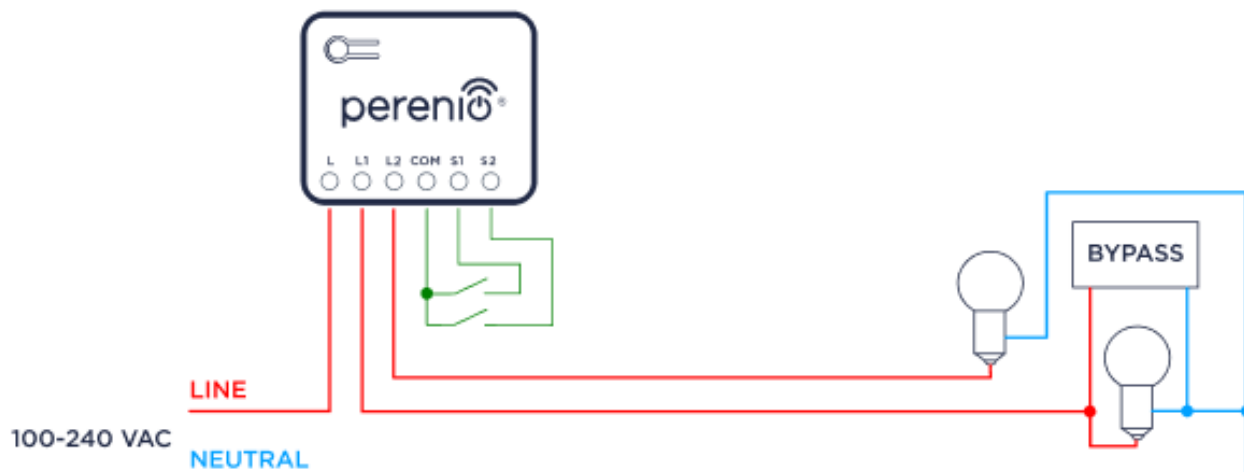 perenio®
L L1 L2 COM S1 S2
BYPASS
LINE
100-240 VAC
NEUTRAL